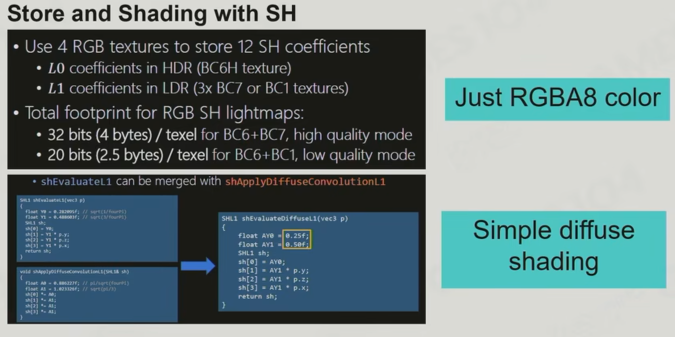 Store and Shading with SH
• Use 4 RGB textures to store 12 SH coefficients
• L0 coefficients in HDR (BC6H texture)
• L1 coefficients in LDR (3x BC7 or BC1 textures)
• Total footprint for RGB SH lightmaps:
• 32 bits (4 bytes) / texel for BC6+BC7, high quality mode
• 20 bits (2.5 bytes) / texel for BC6+BC1, low quality mode
Just RGBA8 color
• shEvaluateL1 can be merged with shApplyDiffuseConvolutionL1
SHL1 shEvaluateL1(vec3 p)
{
float Y0 = 0.282095f; // sqrt(1/fourPi)
float Y1 = 0.488603f; // sqrt(3/fourPi)
SHL1 sh;
sh[0] = Y0;
sh[1] = Y1 * p.y;
sh[2] = Y1 * p.z;
sh[3] = Y1 * p.x;
return sh;
}
void shApplyDiffuseConvolutionL1(SHL1& sh)
{
float A0 = 0.886227f; // pi/sqrt(fourPi)
float A1 = 1.023326f; // sqrt(pi/3)
sh[0] *= A0;
sh[1] *= A1;
sh[2] *= A1;
sh[3] *= A1;
}
SHL1 shEvaluateDiffuseL1(vec3 p)
{
float AY0 = 0.25f;
float AY1 = 0.50f;
SHL1 sh;
sh[0] = AY0;
sh[1] = AY1 * p.y;
sh[2] = AY1 * p.z;
sh[3] = AY1 * p.x;
return sh;
}
Simple diffuse
shading